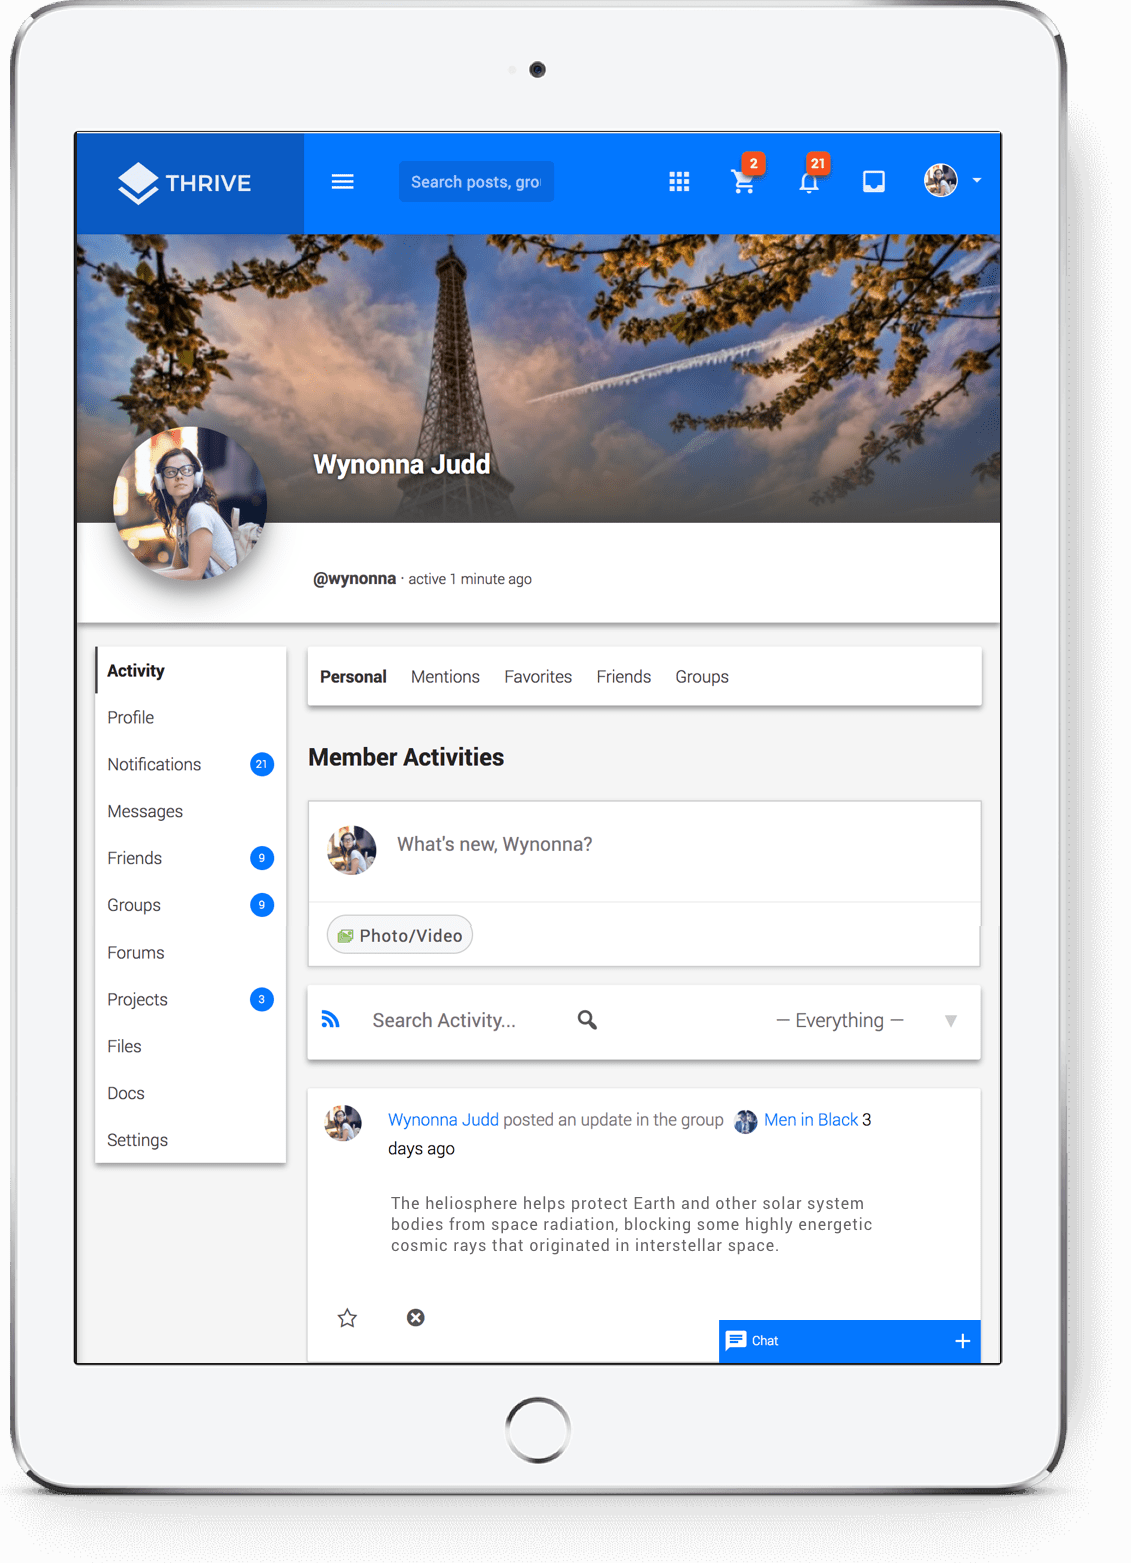 THRIVE
Search posts, gro
2
21
Wynonna Judd
@wynonna · active 1 minute ago
Activity
Profile
Notifications 21
Messages
Friends 9
Groups 9
Forums
Projects 3
Files
Docs
Settings
Personal Mentions Favorites Friends Groups
Member Activities
What's new, Wynonna?
Photo/Video
Search Activity...
— Everything —
Wynonna Judd posted an update in the group Men in Black 3
days ago
The heliosphere helps protect Earth and other solar system
bodies from space radiation, blocking some highly energetic
cosmic rays that originated in interstellar space.
Chat